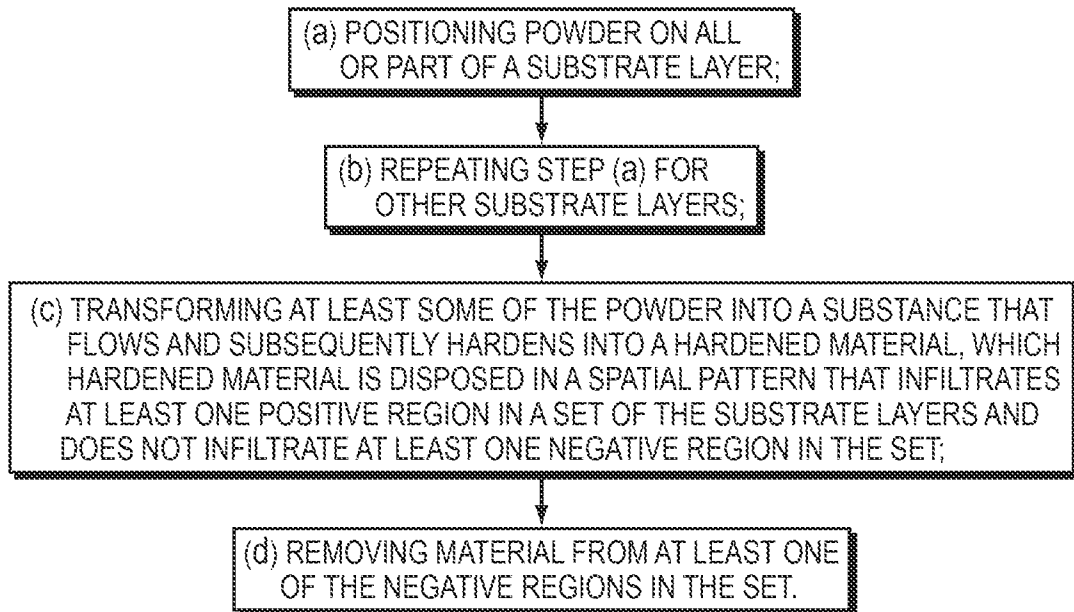 (a) POSITIONING POWDER ON ALL
OR PART OF A SUBSTRATE LAYER;
(b) REPEATING STEP (a) FOR
OTHER SUBSTRATE LAYERS;
(c) TRANSFORMING AT LEAST SOME OF THE POWDER INTO A SUBSTANCE THAT
FLOWS AND SUBSEQUENTLY HARDENS INTO A HARDENED MATERIAL, WHICH
HARDENED MATERIAL IS DISPOSED IN A SPATIAL PATTERN THAT INFILTRATES
AT LEAST ONE POSITIVE REGION IN A SET OF THE SUBSTRATE LAYERS AND
DOES NOT INFILTRATE AT LEAST ONE NEGATIVE REGION IN THE SET;
(d) REMOVING MATERIAL FROM AT LEAST ONE
OF THE NEGATIVE REGIONS IN THE SET.